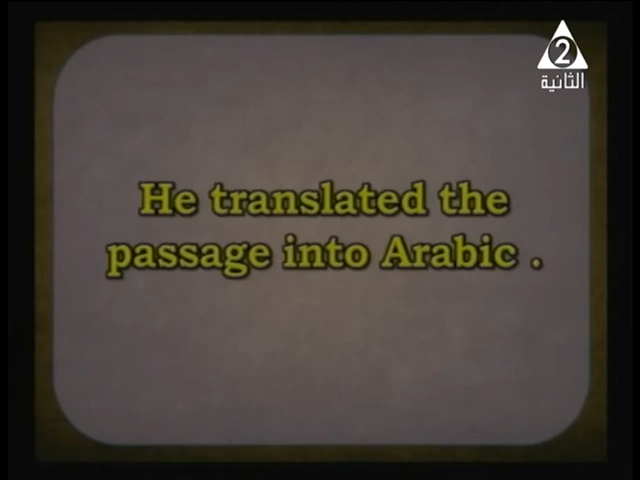 2
الثانية
He translated the
passage into Arabic .